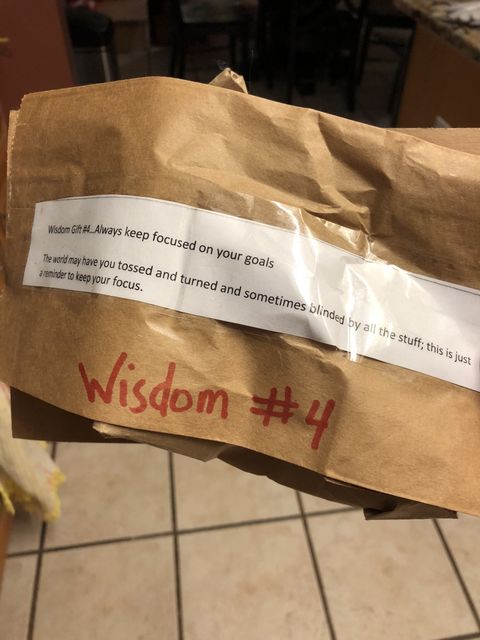 Wisdom Gift #4...Always keep focused on your goals
The world may have you tossed and turned and sometimes blinded by all the stuff; this is just
a reminder to keep your focus.
Wisdom #4